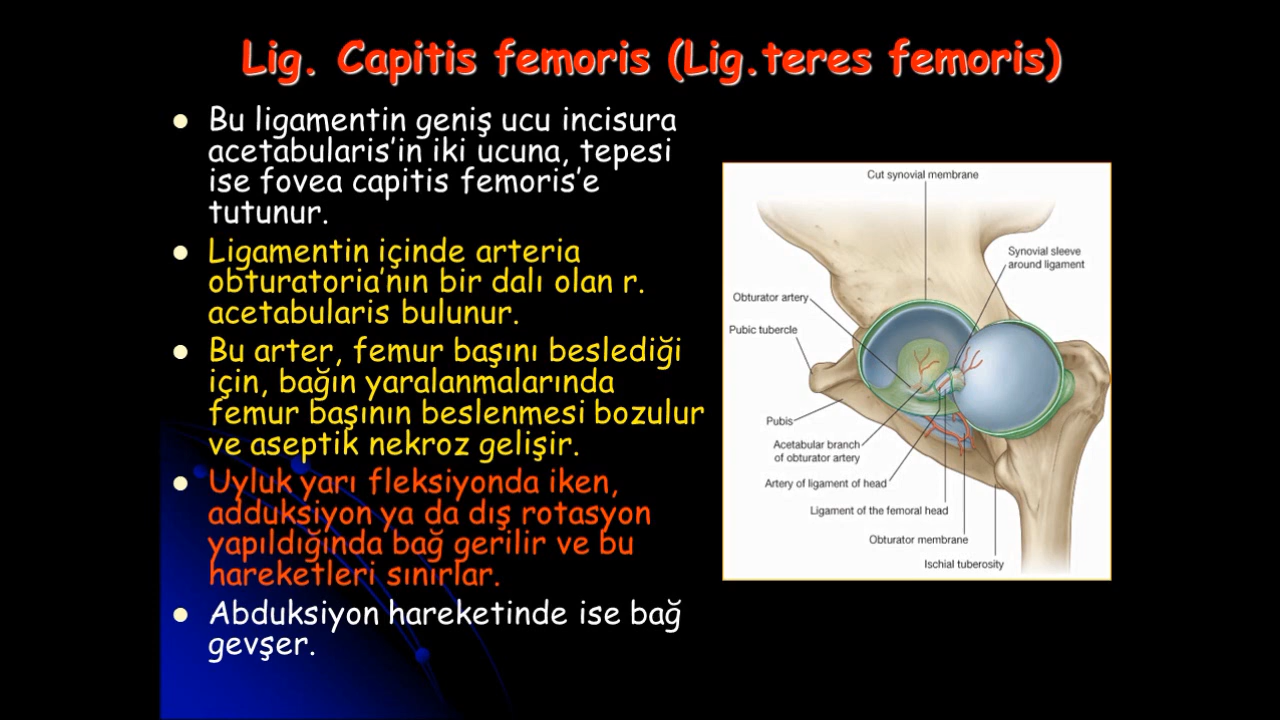 Lig. Capitis femoris (Lig.teres femoris)
Bu ligamentin geniş ucu incisura
acetabularis’in iki ucuna, tepesi
ise fovea capitis femoris’e
tutunur.
Ligamentin içinde arteria
obturatoria’nın bir dalı olan r.
acetabularis bulunur.
Bu arter, femur başını beslediği
için, bağın yaralanmalarında
femur başının beslenmesi bozulur
ve aseptik nekroz gelişir.
Uyluk yarı fleksiyonda iken,
adduksiyon ya da dış rotasyon
yapıldığında bağ gerilir ve bu
hareketleri sınırlar.
Abduksiyon hareketinde ise bağ
gevşer.
Cut synovial membrane
Synovial sleeve
around ligament
Obturator artery
Pubic tubercle
Pubis
Acetabular branch
of obturator artery
Artery of ligament of head
Ligament of the femoral head
Obturator membrane
Ischial tuberosity